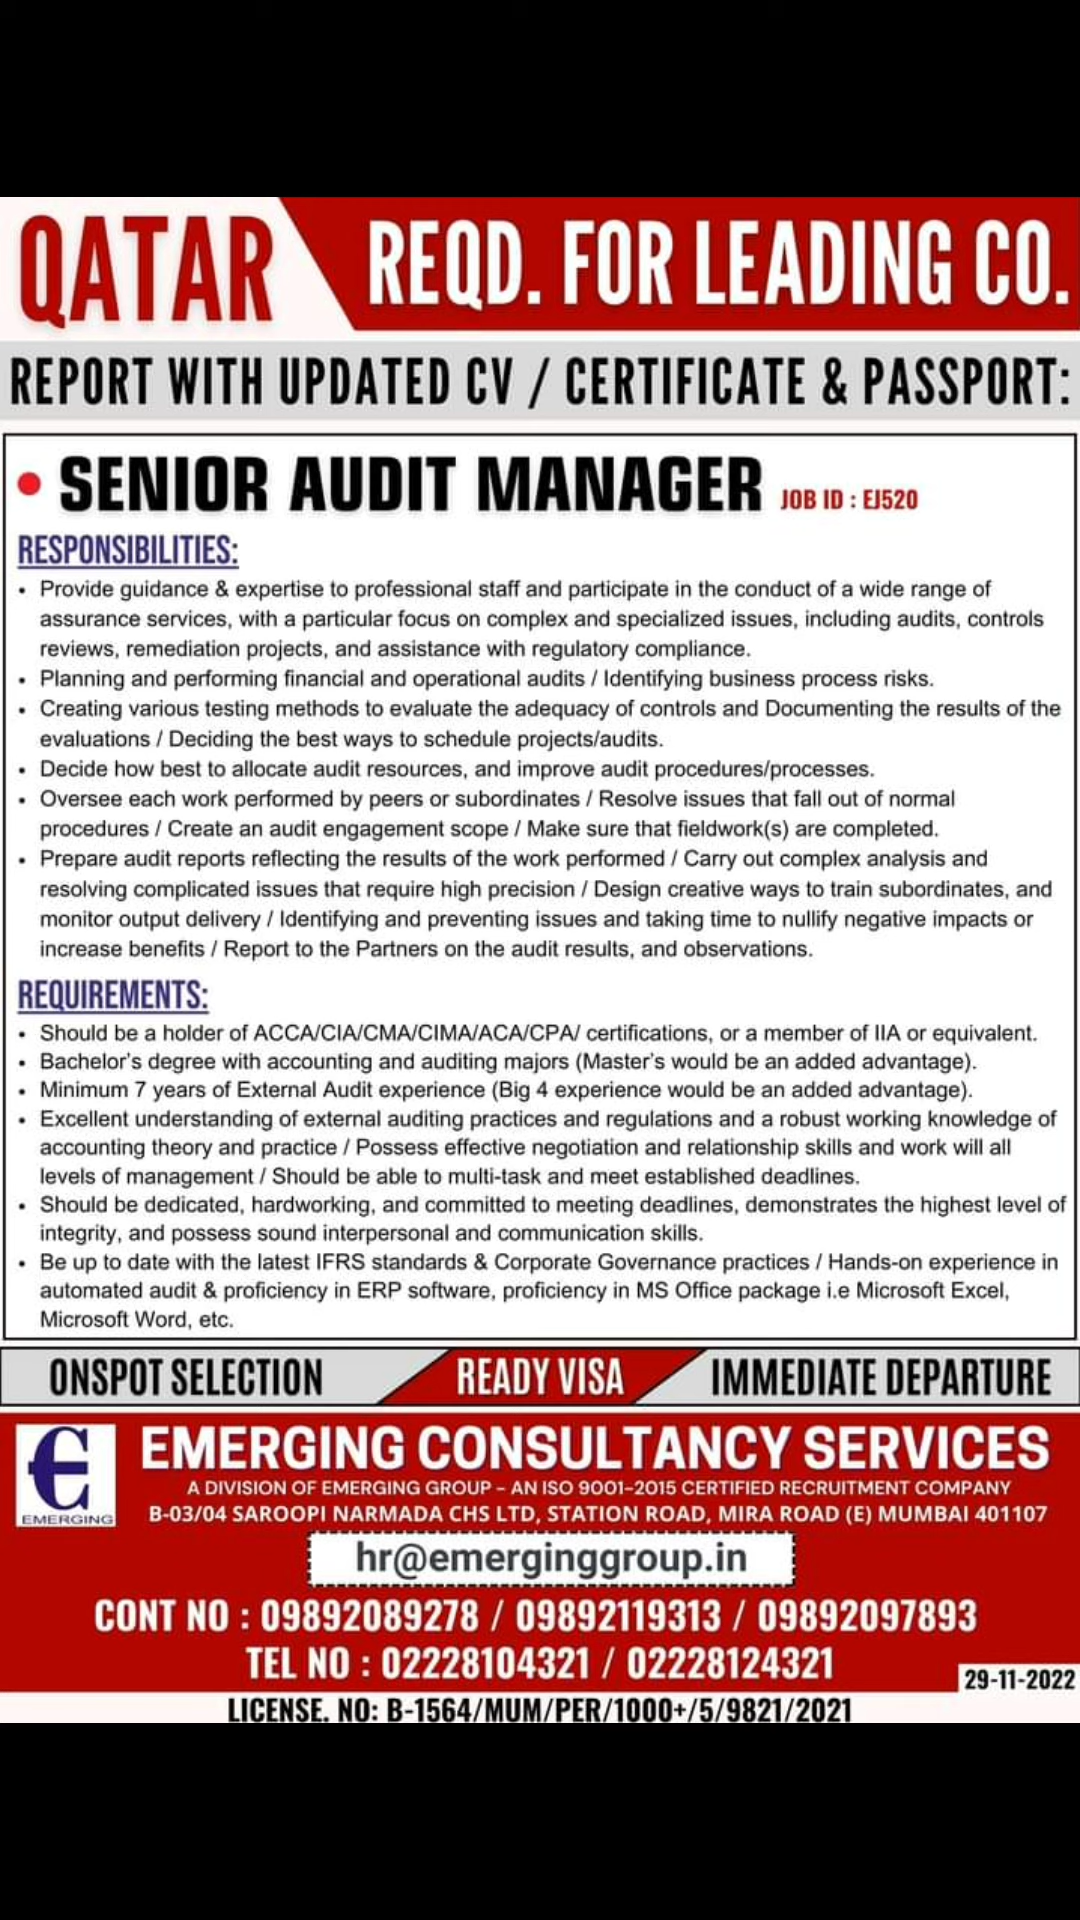 QATAR REQD. FOR LEADING CO.
REPORT WITH UPDATED CV / CERTIFICATE & PASSPORT:
• SENIOR AUDIT MANAGER JOB ID : EJ520
RESPONSIBILITIES:
• Provide guidance & expertise to professional staff and participate in the conduct of a wide range of
assurance services, with a particular focus on complex and specialized issues, including audits, controls
reviews, remediation projects, and assistance with regulatory compliance.
• Planning and performing financial and operational audits / Identifying business process risks.
• Creating various testing methods to evaluate the adequacy of controls and Documenting the results of the
evaluations / Deciding the best ways to schedule projects/audits.
• Decide how best to allocate audit resources, and improve audit procedures/processes.
• Oversee each work performed by peers or subordinates / Resolve issues that fall out of normal
procedures / Create an audit engagement scope / Make sure that fieldwork(s) are completed.
• Prepare audit reports reflecting the results of the work performed / Carry out complex analysis and
resolving complicated issues that require high precision / Design creative ways to train subordinates, and
monitor output delivery / Identifying and preventing issues and taking time to nullify negative impacts or
increase benefits / Report to the Partners on the audit results, and observations.
REQUIREMENTS:
• Should be a holder of ACCA/CIA/CMA/CIMA/ACA/CPA/ certifications, or a member of IIA or equivalent.
• Bachelor's degree with accounting and auditing majors (Master's would be an added advantage).
• Minimum 7 years of External Audit experience (Big 4 experience would be an added advantage).
• Excellent understanding of external auditing practices and regulations and a robust working knowledge of
accounting theory and practice / Possess effective negotiation and relationship skills and work will all
levels of management / Should be able to multi-task and meet established deadlines.
• Should be dedicated, hardworking, and committed to meeting deadlines, demonstrates the highest level of
integrity, and possess sound interpersonal and communication skills.
• Be up to date with the latest IFRS standards & Corporate Governance practices / Hands-on experience in
automated audit & proficiency in ERP software, proficiency in MS Office package i.e Microsoft Excel,
Microsoft Word, etc.
ONSPOT SELECTION READY VISA IMMEDIATE DEPARTURE
EMERGING CONSULTANCY SERVICES
A DIVISION OF EMERGING GROUP - AN ISO 9001-2015 CERTIFIED RECRUITMENT COMPANY
EMERGING
B-03/04 SAROOPI NARMADA CHS LTD, STATION ROAD, MIRA ROAD (E) MUMBAI 401107
hr@emerginggroup.in
CONT NO : 09892089278 / 09892119313 / 09892097893
TEL NO : 02228104321 / 02228124321
29-11-2022
LICENSE. NO: B-1564/MUM/PER/1000+/5/9821/2021